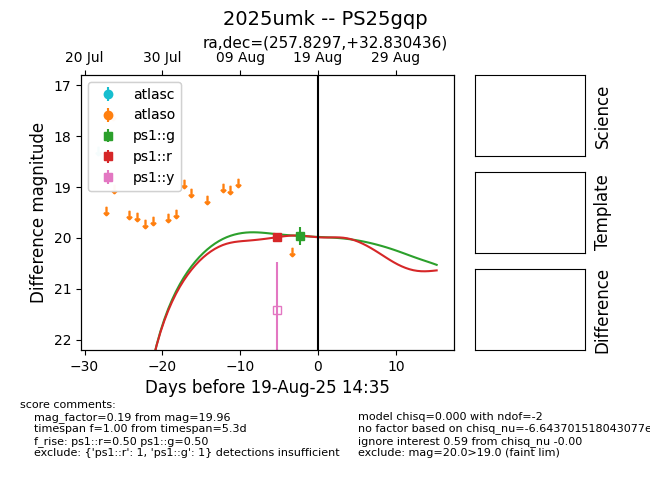 2025umk -- PS25gqp
ra,dec=(257.8297,+32.830436)
20 Jul 30 Jul 09 Aug 19 Aug 29 Aug
17
18
19
20
21
22
Difference magnitude
atlasc
atlaso
ps1::g
ps1::r
ps1::y
−30 −20 −10 0 10
Days before 19-Aug-25 14:35
Science
Template
Difference
score comments:
mag_factor=0.19 from mag=19.96
timespan f=1.00 from timespan=5.3d
f_rise: ps1::r=0.50 ps1::g=0.50
exclude: {'ps1::r': 1, 'ps1::g': 1} detections insufficient
model chisq=0.000 with ndof=-2
no factor based on chisq_nu=-6.643701518043077e
ignore interest 0.59 from chisq_nu -0.00
exclude: mag=20.0>19.0 (faint lim)